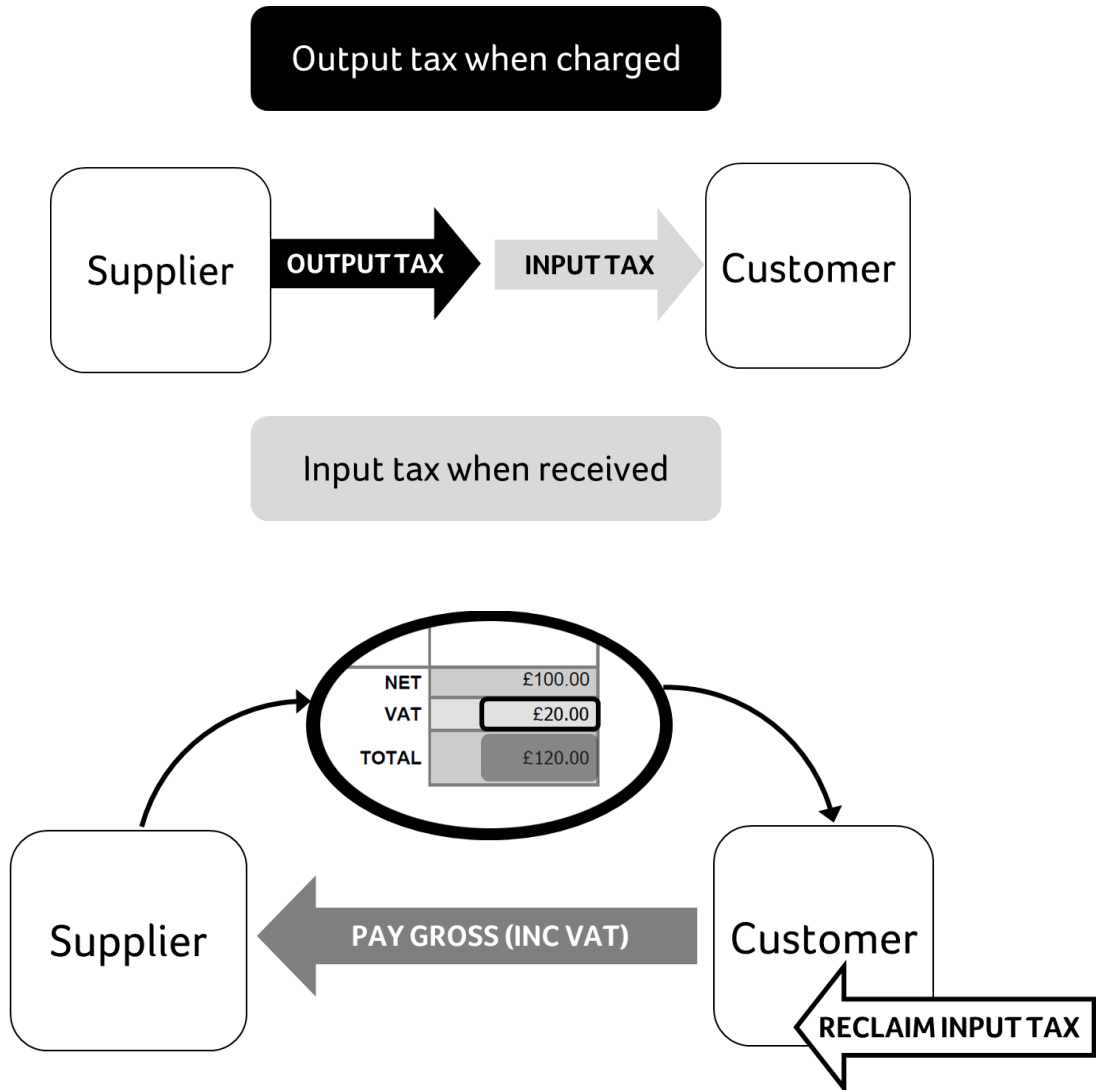 Output tax when charged
Supplier
OUTPUT TAX
INPUT TAX
Customer
Input tax when received
NET £100.00
VAT £20.00
TOTAL £120.00
Supplier
PAY GROSS (INC VAT)
Customer
RECLAIM INPUT TAX